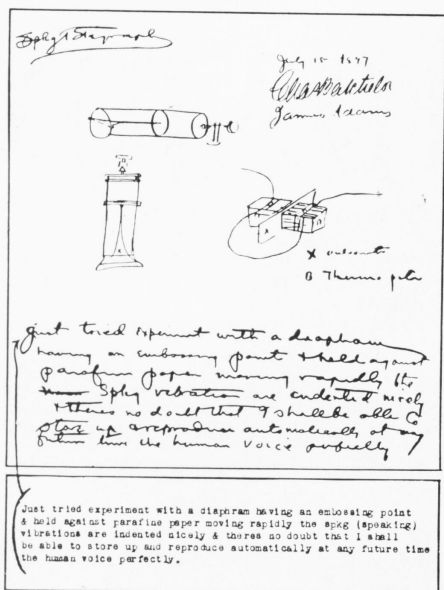 Spkg Telegraph
July 18 1877
Chas Batchelor
James Adams
X vulcanite
B Thermo pile
Just tried experiment with a diaphram
having an embossing point & held against
parafin paper moving rapidly the
Spkg vibrations are indented nicely
& theres no doubt that I shall be able to
store up & reproduce automatically at any
future time the human voice perfectly
Just tried experiment with a diaphram having an embossing point
& held against parafine paper moving rapidly the spkg (speaking)
vibrations are indented nicely & theres no doubt that I shall
be able to store up and reproduce automatically at any future time
the human voice perfectly.